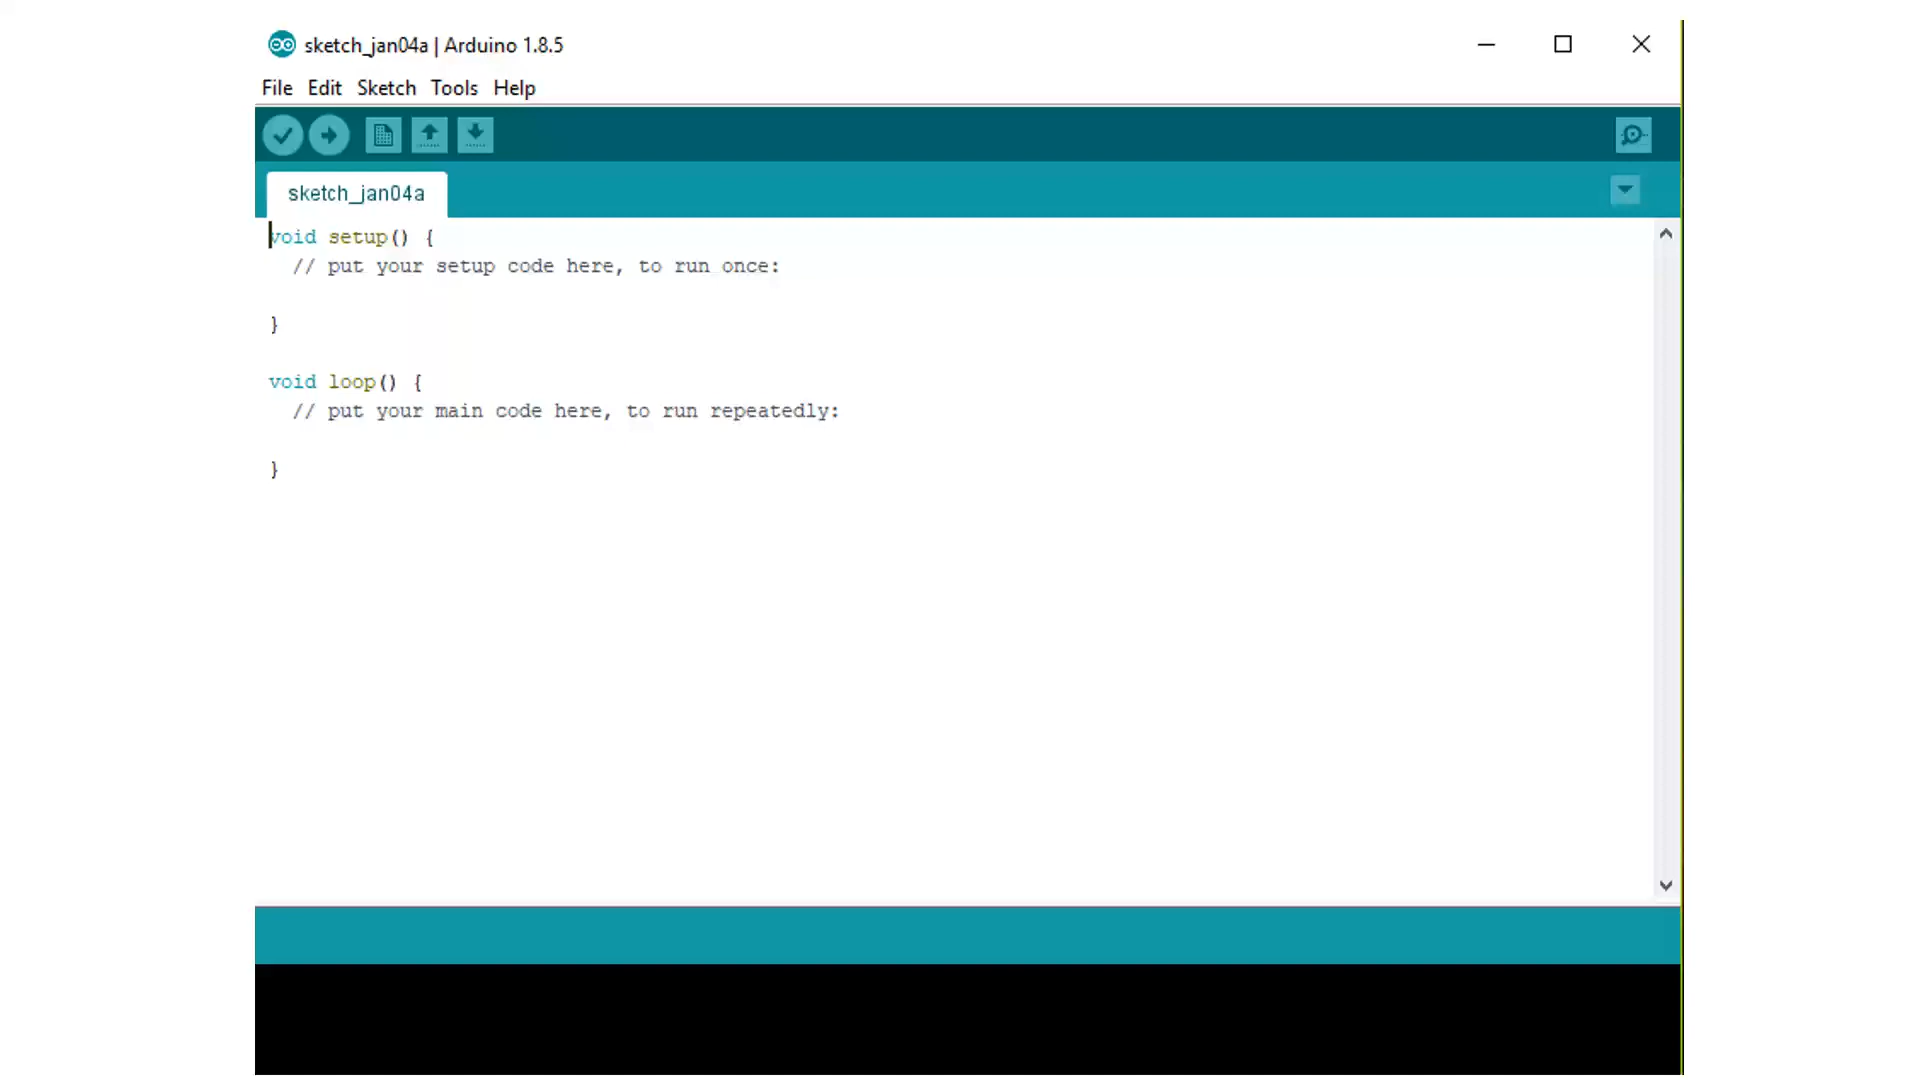 sketch_jan04a | Arduino 1.8.5
File Edit Sketch Tools Help
sketch_jan04a
void setup() {
  // put your setup code here, to run once:
}
void loop() {
  // put your main code here, to run repeatedly:
}